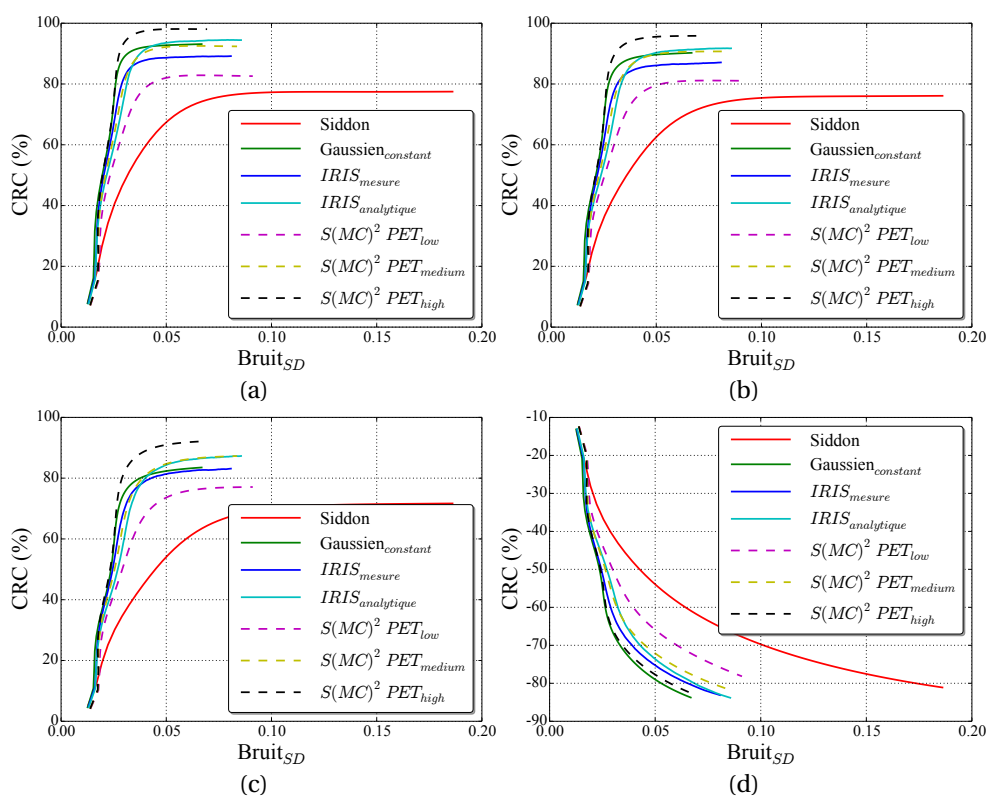 100
80
60
40
20
0
CRC (%)
0.00 0.05 0.10 0.15 0.20
Bruit_SD
Siddon
Gaussien_constant
IRIS_mesure
IRIS_analytique
S(MC)² PET_low
S(MC)² PET_medium
S(MC)² PET_high
(a)
100
80
60
40
20
0
CRC (%)
0.00 0.05 0.10 0.15 0.20
Bruit_SD
Siddon
Gaussien_constant
IRIS_mesure
IRIS_analytique
S(MC)² PET_low
S(MC)² PET_medium
S(MC)² PET_high
(b)
100
80
60
40
20
0
CRC (%)
0.00 0.05 0.10 0.15 0.20
Bruit_SD
Siddon
Gaussien_constant
IRIS_mesure
IRIS_analytique
S(MC)² PET_low
S(MC)² PET_medium
S(MC)² PET_high
(c)
-10
-20
-30
-40
-50
-60
-70
-80
-90
CRC (%)
0.00 0.05 0.10 0.15 0.20
Bruit_SD
Siddon
Gaussien_constant
IRIS_mesure
IRIS_analytique
S(MC)² PET_low
S(MC)² PET_medium
S(MC)² PET_high
(d)